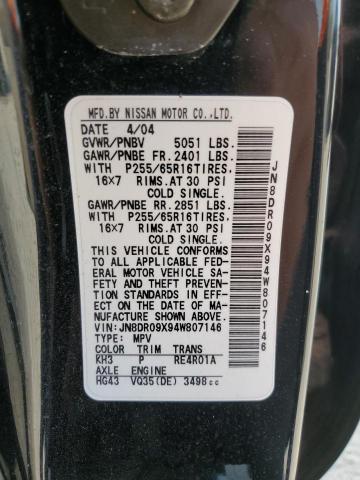 MFD.BY NISSAN MOTOR CO.,LTD.
DATE 4/04
GVWR/PNBV 5051 LBS.
GAWR/PNBE FR.2401 LBS.
WITH P255/65R16TIRES,
16×7 RIMS.AT 30 PSI
COLD SINGLE.
GAWR/PNBE RR.2851 LBS.
WITH P255/65R16TIRES,
16×7 RIMS.AT 30 PSI
COLD SINGLE.
THIS VEHICLE CONFORMS
TO ALL APPLICABLE FED-
ERAL MOTOR VEHICLE SA-
FETY AND THEFT PREVEN-
TION STANDARDS IN EFF-
ECT ON THE DATE OF MA-
NUFACTURE SHOWN ABOVE.
VIN:JN8DR09X94W807146
TYPE: MPV
COLOR TRIM TRANS
KH3 P RE4R01A
AXLE ENGINE
HG43 VQ35(DE) 3498cc
JN8DR09X94W807146